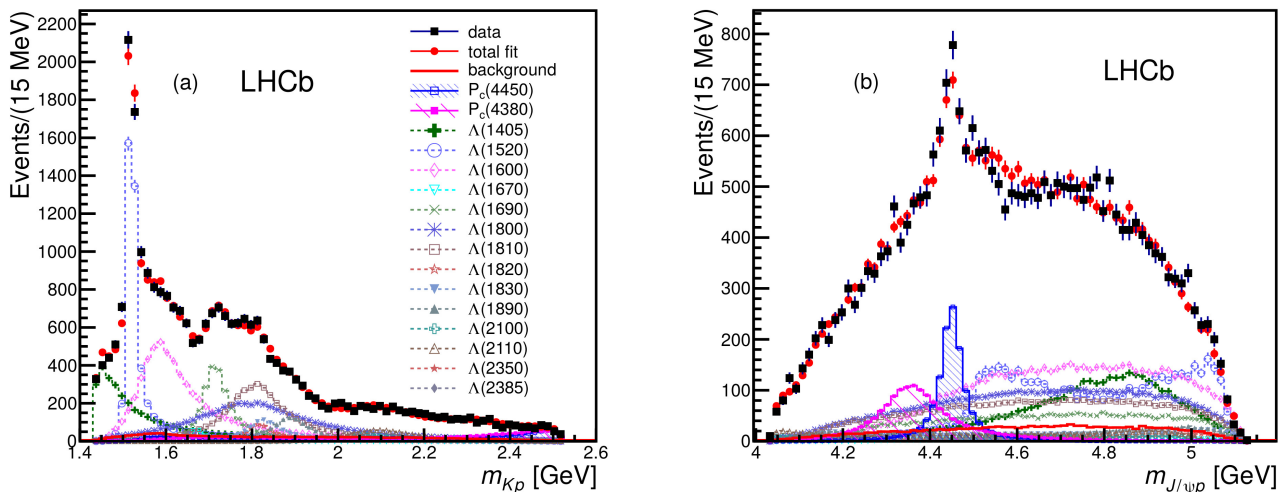 Events/(15 MeV)
2200
2000
1800
1600
1400
1200
1000
800
600
400
200
0
1.4
1.6
1.8
2
2.2
2.4
2.6
m_{Kp} [GeV]
(a)
LHCb
data
total fit
background
P_c(4450)
P_c(4380)
Λ(1405)
Λ(1520)
Λ(1600)
Λ(1670)
Λ(1690)
Λ(1800)
Λ(1810)
Λ(1820)
Λ(1830)
Λ(1890)
Λ(2100)
Λ(2110)
Λ(2350)
Λ(2385)
Events/(15 MeV)
800
700
600
500
400
300
200
100
0
4
4.2
4.4
4.6
4.8
5
m_{J/ψp} [GeV]
(b)
LHCb